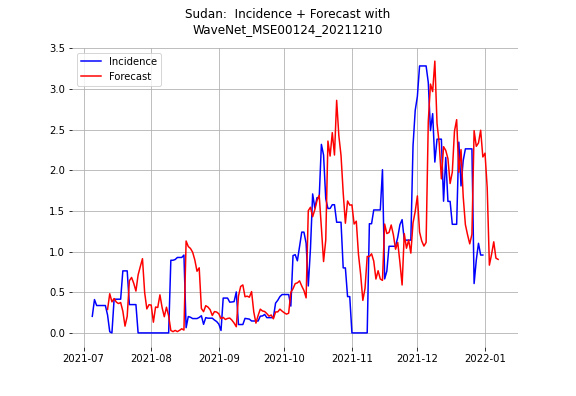 Sudan:  Incidence + Forecast with
WaveNet_MSE00124_20211210
3.5
3.0
2.5
2.0
1.5
1.0
0.5
0.0
Incidence
Forecast
2021-07 2021-08 2021-09 2021-10 2021-11 2021-12 2022-01